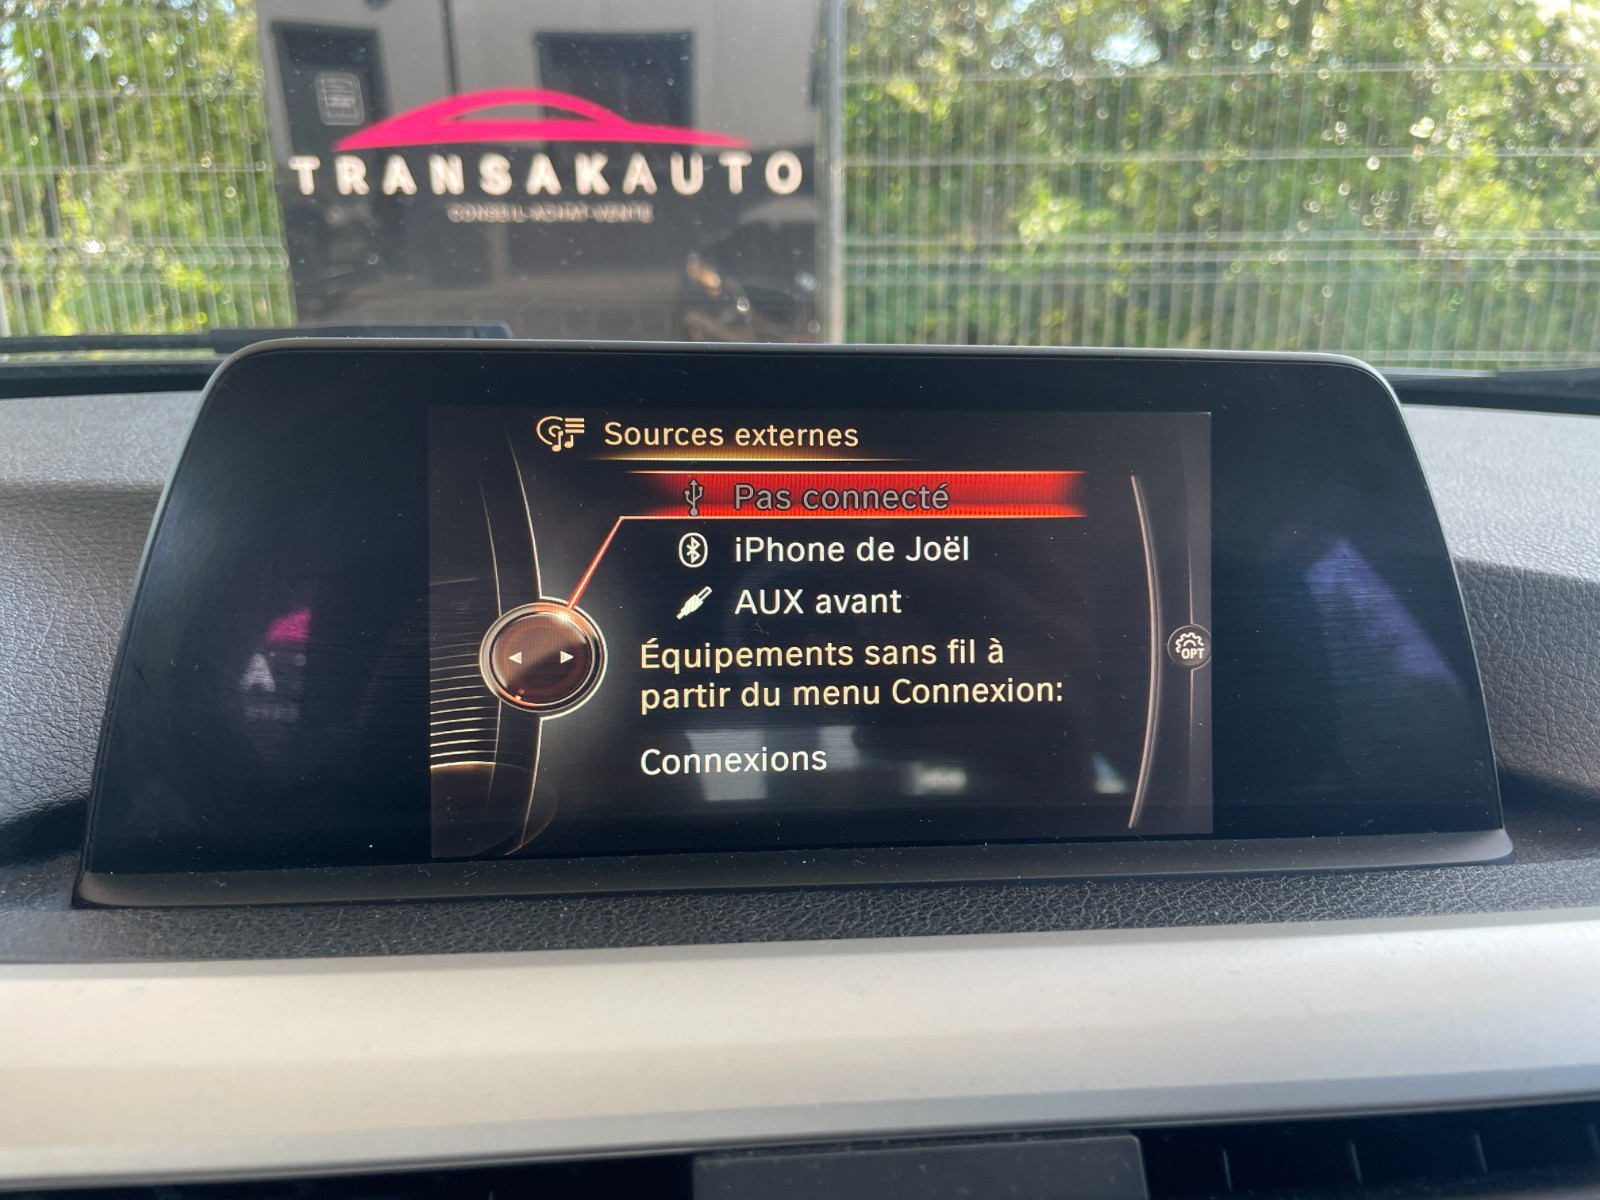 TRANSAKAUTO
CONSEIL-ACHAT-VENTE
Sources externes
Pas connecté
iPhone de Joël
AUX avant
Équipements sans fil à
partir du menu Connexion:
Connexions
OPT